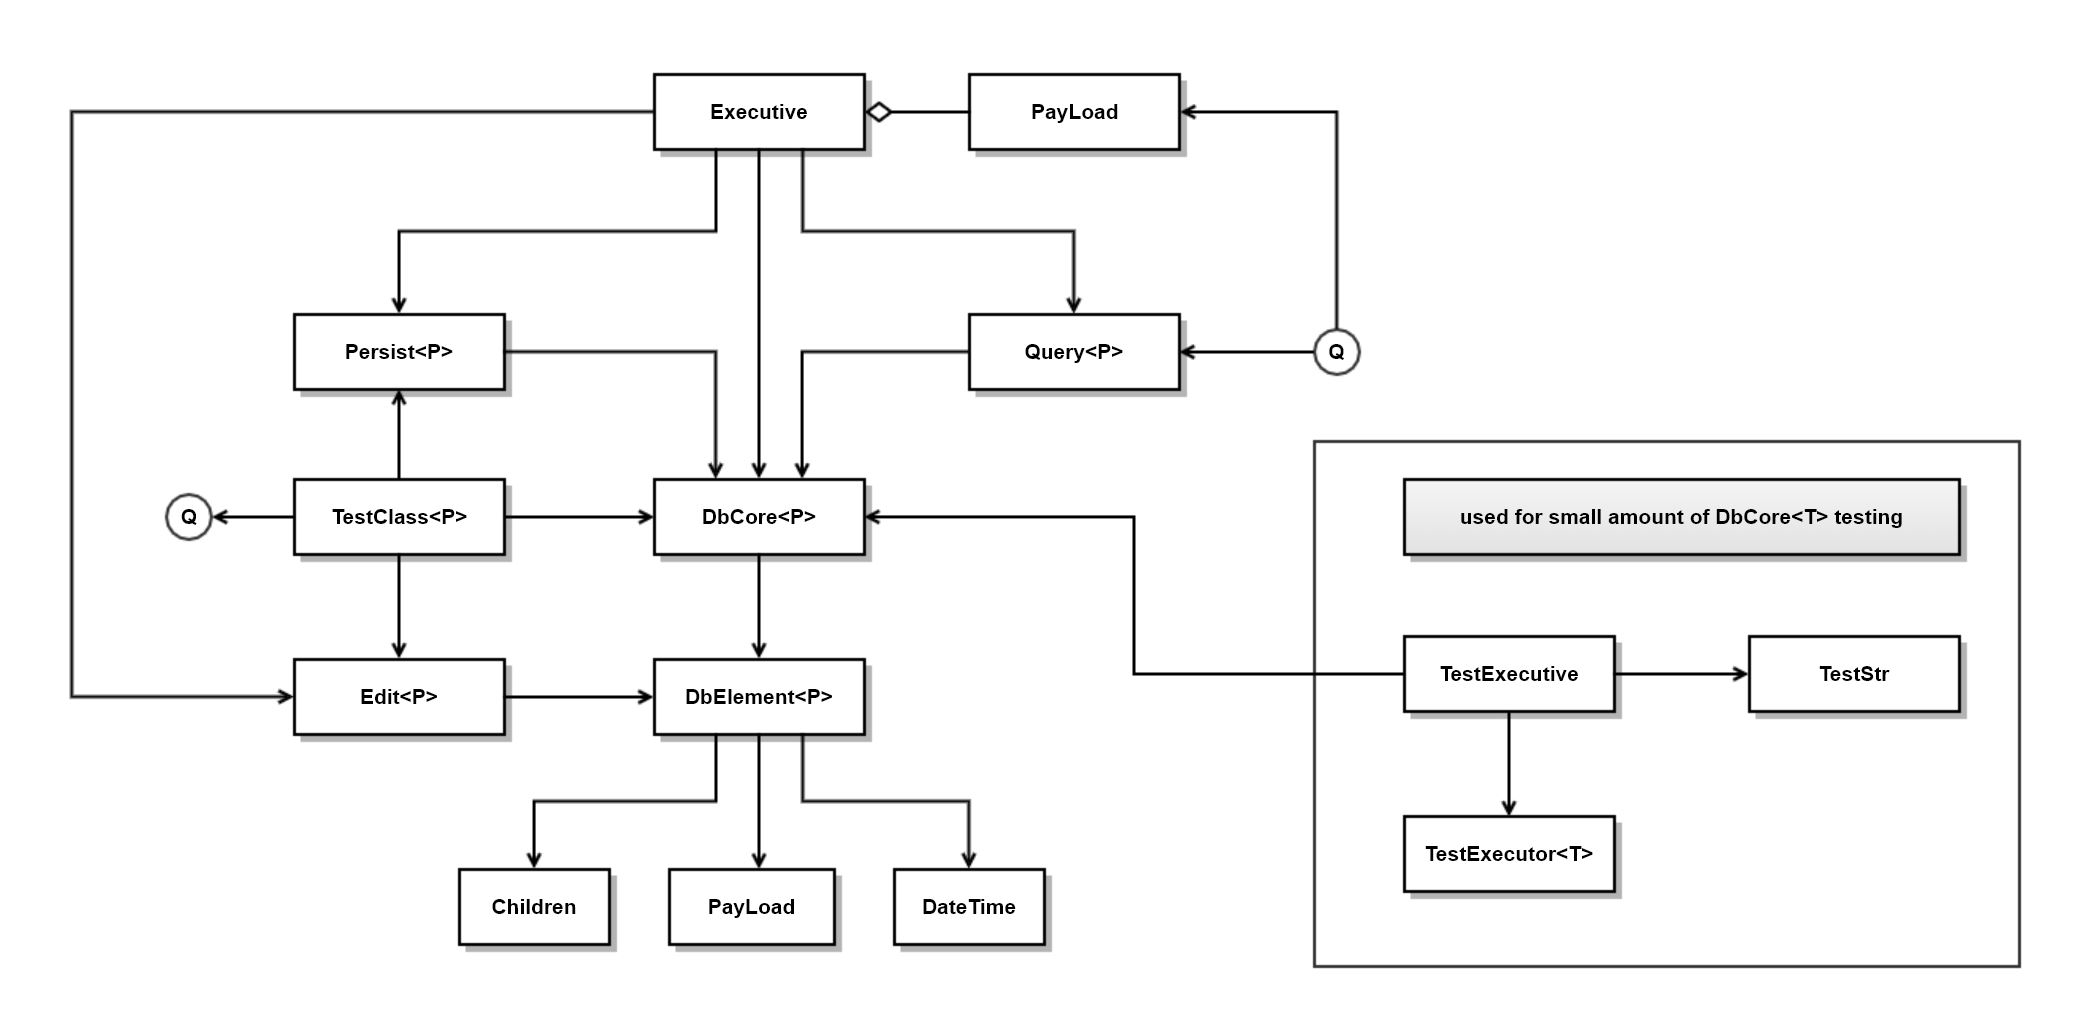 Executive
PayLoad
Persist<P>
Query<P>
Q
Q
TestClass<P>
DbCore<P>
used for small amount of DbCore<T> testing
TestExecutive
TestStr
Edit<P>
DbElement<P>
TestExecutor<T>
Children
PayLoad
DateTime